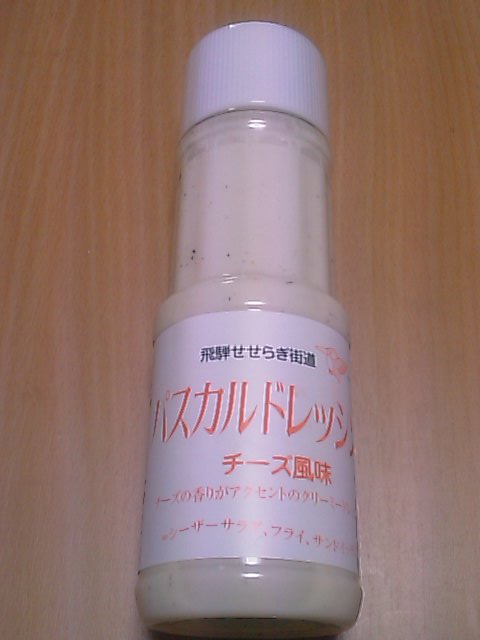 飛騨せせらぎ街道
パスカルドレッシ
チーズ風味
チーズの香りがアクセントのクリーミー
シーザーサラダ、フライ、サンドイ